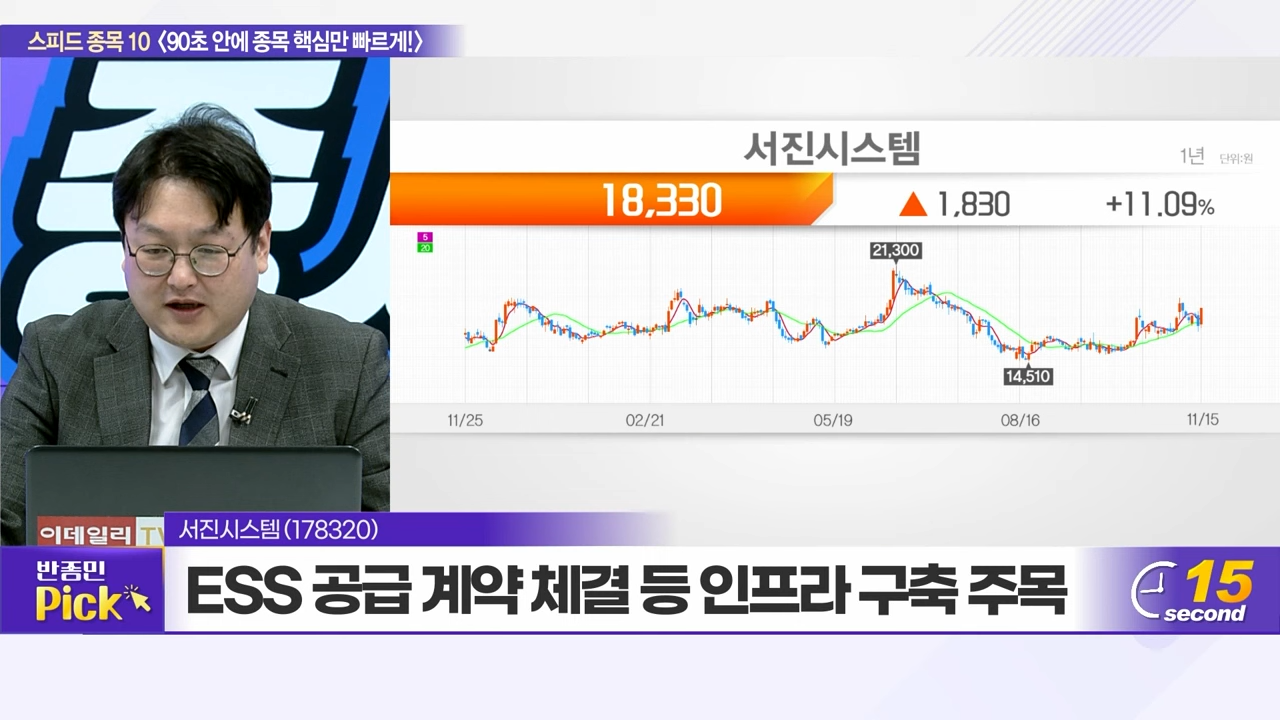 스피드 종목 10 〈90초 안에 종목 핵심만 빠르게!〉
서진시스템
1년 단위:원
18,330 ▲ 1,830 +11.09%
5
20
21,300
14,510
11/25 02/21 05/19 08/16 11/15
이데일리 TV
서진시스템(178320)
반종민
Pick
ESS 공급 계약 체결 등 인프라 구축 주목
15
second